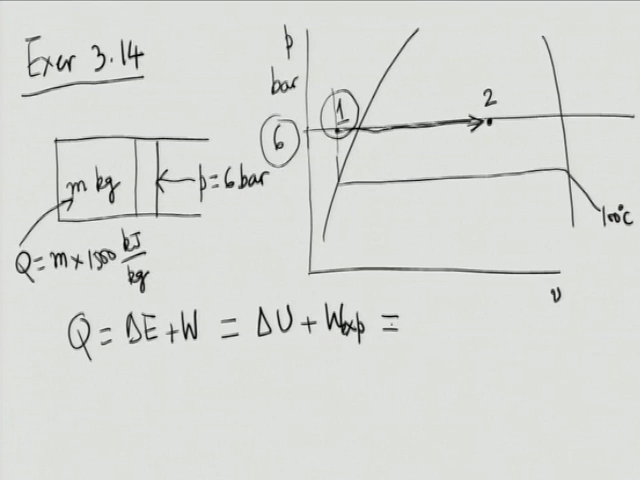 Exer 3.14
p
bar
1
2
6
m kg
p = 6 bar
100°C
Q = m × 1500 kJ/kg
υ
Q = ΔE + W = ΔU + Wexp =